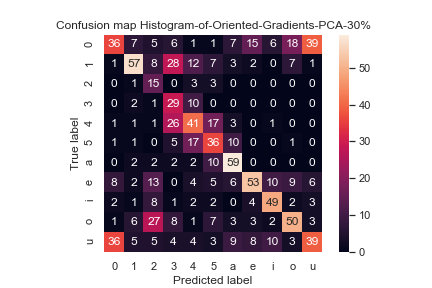 Confusion map Histogram-of-Oriented-Gradients-PCA-30%
0 36 7 5 6 1 1 7 15 6 18 39
1 1 57 8 28 12 7 3 2 0 7 1
2 0 1 15 0 3 3 0 0 0 0 0
3 0 2 1 29 10 0 0 0 0 0 0
4 1 1 1 26 41 17 3 0 1 0 0
5 1 1 0 5 17 36 10 0 0 1 0
a 0 2 2 2 2 10 59 0 0 0 0
e 8 2 13 0 4 5 6 53 10 9 6
i 2 1 8 1 2 2 0 4 49 2 3
o 1 6 27 8 1 7 3 3 2 50 3
u 36 5 5 4 4 3 9 8 10 3 39
0 1 2 3 4 5 a e i o u
Predicted label
True label
50
40
30
20
10
0